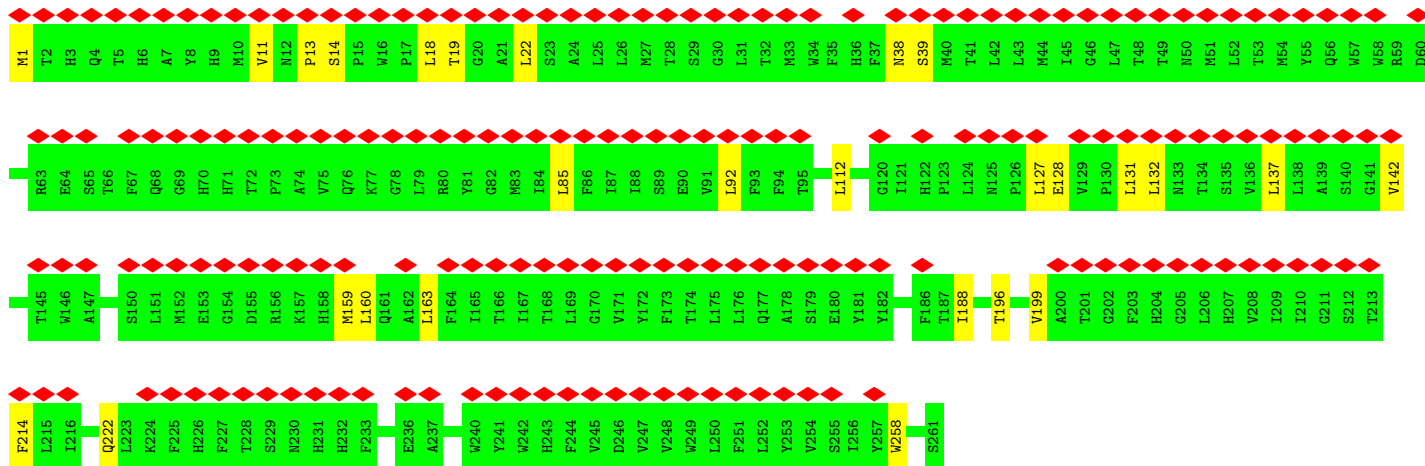 M1 T2 H3 Q4 T5 H6 A7 Y8 H9 M10 V11 N12 P13 S14 P15 W16 P17 L18 T19 G20 A21 L22 S23 A24 L25 L26 M27 T28 S29 G30 L31 T32 M33 W34 F35 H36 F37 N38 S39 M40 T41 L42 L43 M44 I45 G46 L47 T48 T49 N50 M51 L52 T53 M54 Y55 Q56 W57 W58 R59 D60
R63 E64 S65 T66 F67 Q68 G69 H70 H71 T72 P73 A74 V75 Q76 K77 G78 L79 R80 Y81 G82 M83 I84 L85 F86 I87 I88 S89 E90 V91 L92 F93 F94 T95 L112 G120 I121 H122 P123 L124 N125 P126 L127 E128 V129 P130 L131 L132 N133 T134 S135 V136 L137 L138 A139 S140 G141 V142
T145 W146 A147 S150 L151 M152 E153 G154 D155 R156 K157 H158 M159 L160 Q161 A162 L163 F164 I165 T166 I167 T168 L169 G170 V171 Y172 F173 T174 L175 L176 Q177 A178 S179 E180 Y181 Y182 F186 T187 I188 T196 V199 A200 T201 G202 F203 H204 G205 L206 H207 V208 I209 I210 G211 S212 T213
F214 L215 I216 Q222 L223 K224 F225 H226 F227 T228 S229 N230 H231 H232 F233 E236 A237 W240 Y241 W242 H243 F244 V245 D246 V247 V248 W249 L250 F251 L252 Y253 V254 S255 I256 Y257 W258 S261